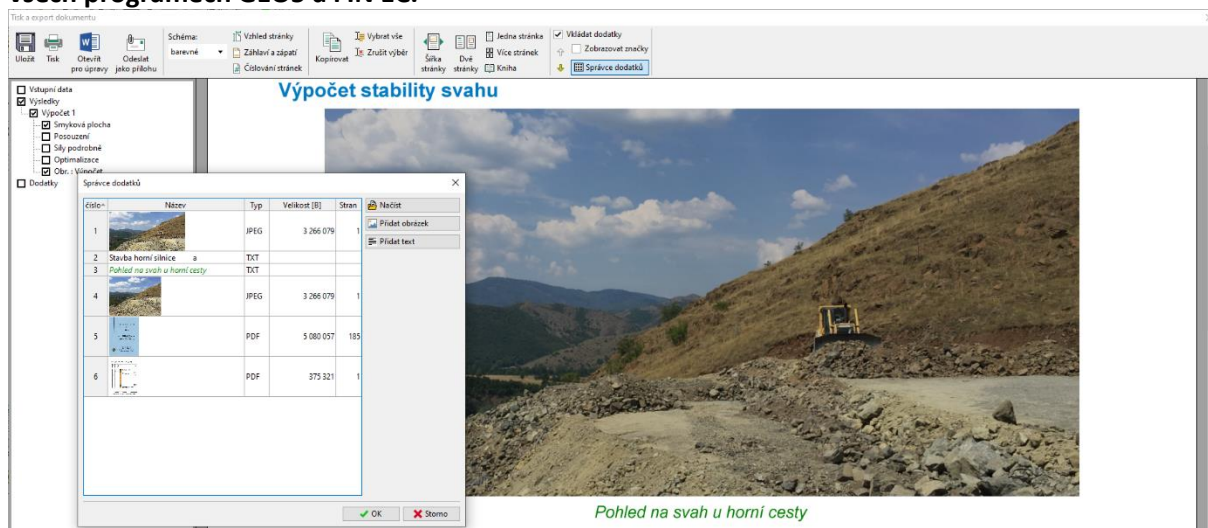 všech programech GEO5 a FIN EC.
Tisk a export dokumentu
Uložit
Tisk
Otevřít
pro úpravy
Odeslat
jako přílohu
Schéma:
barevné
Vzhled stránky
Záhlaví a zápatí
Číslování stránek
Kopírovat
Vybrat vše
Zrušit výběr
Šířka
stránky
Dvě
stránky
Jedna stránka
Více stránek
Kniha
Vkládat dodatky
Zobrazovat značky
Správce dodatků
Vstupní data
Výsledky
Výpočet 1
Smyková plocha
Posouzení
Síly podrobné
Optimalizace
Obr. : Výpočet
Dodatky
Výpočet stability svahu
Správce dodatků
číslo Název Typ Velikost [B] Stran
1 JPEG 3 266 079 1
2 Stavba horní silnice a TXT
3 Pohled na svah u horní cesty TXT
4 JPEG 3 266 079 1
5 PDF 5 080 057 185
6 PDF 375 321 1
Načíst
Přidat obrázek
Přidat text
OK
Storno
Pohled na svah u horní cesty